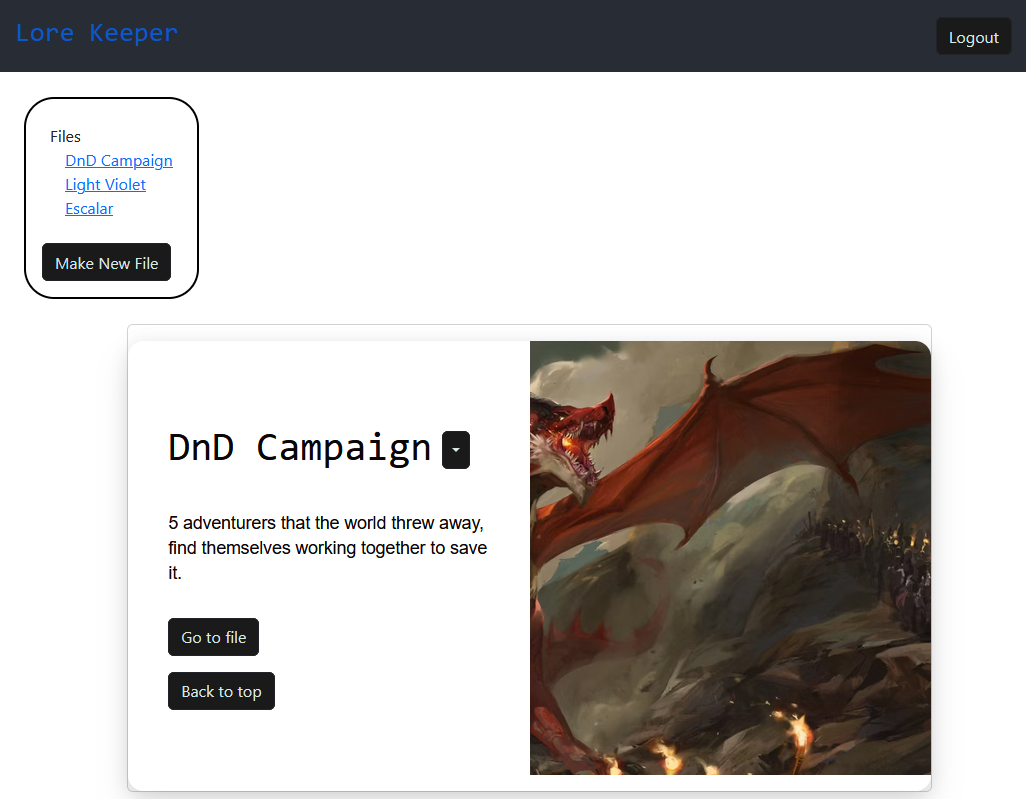 Lore Keeper
Logout
Files
DnD Campaign
Light Violet
Escalar
Make New File
DnD Campaign
5 adventurers that the world threw away,
find themselves working together to save
it.
Go to file
Back to top